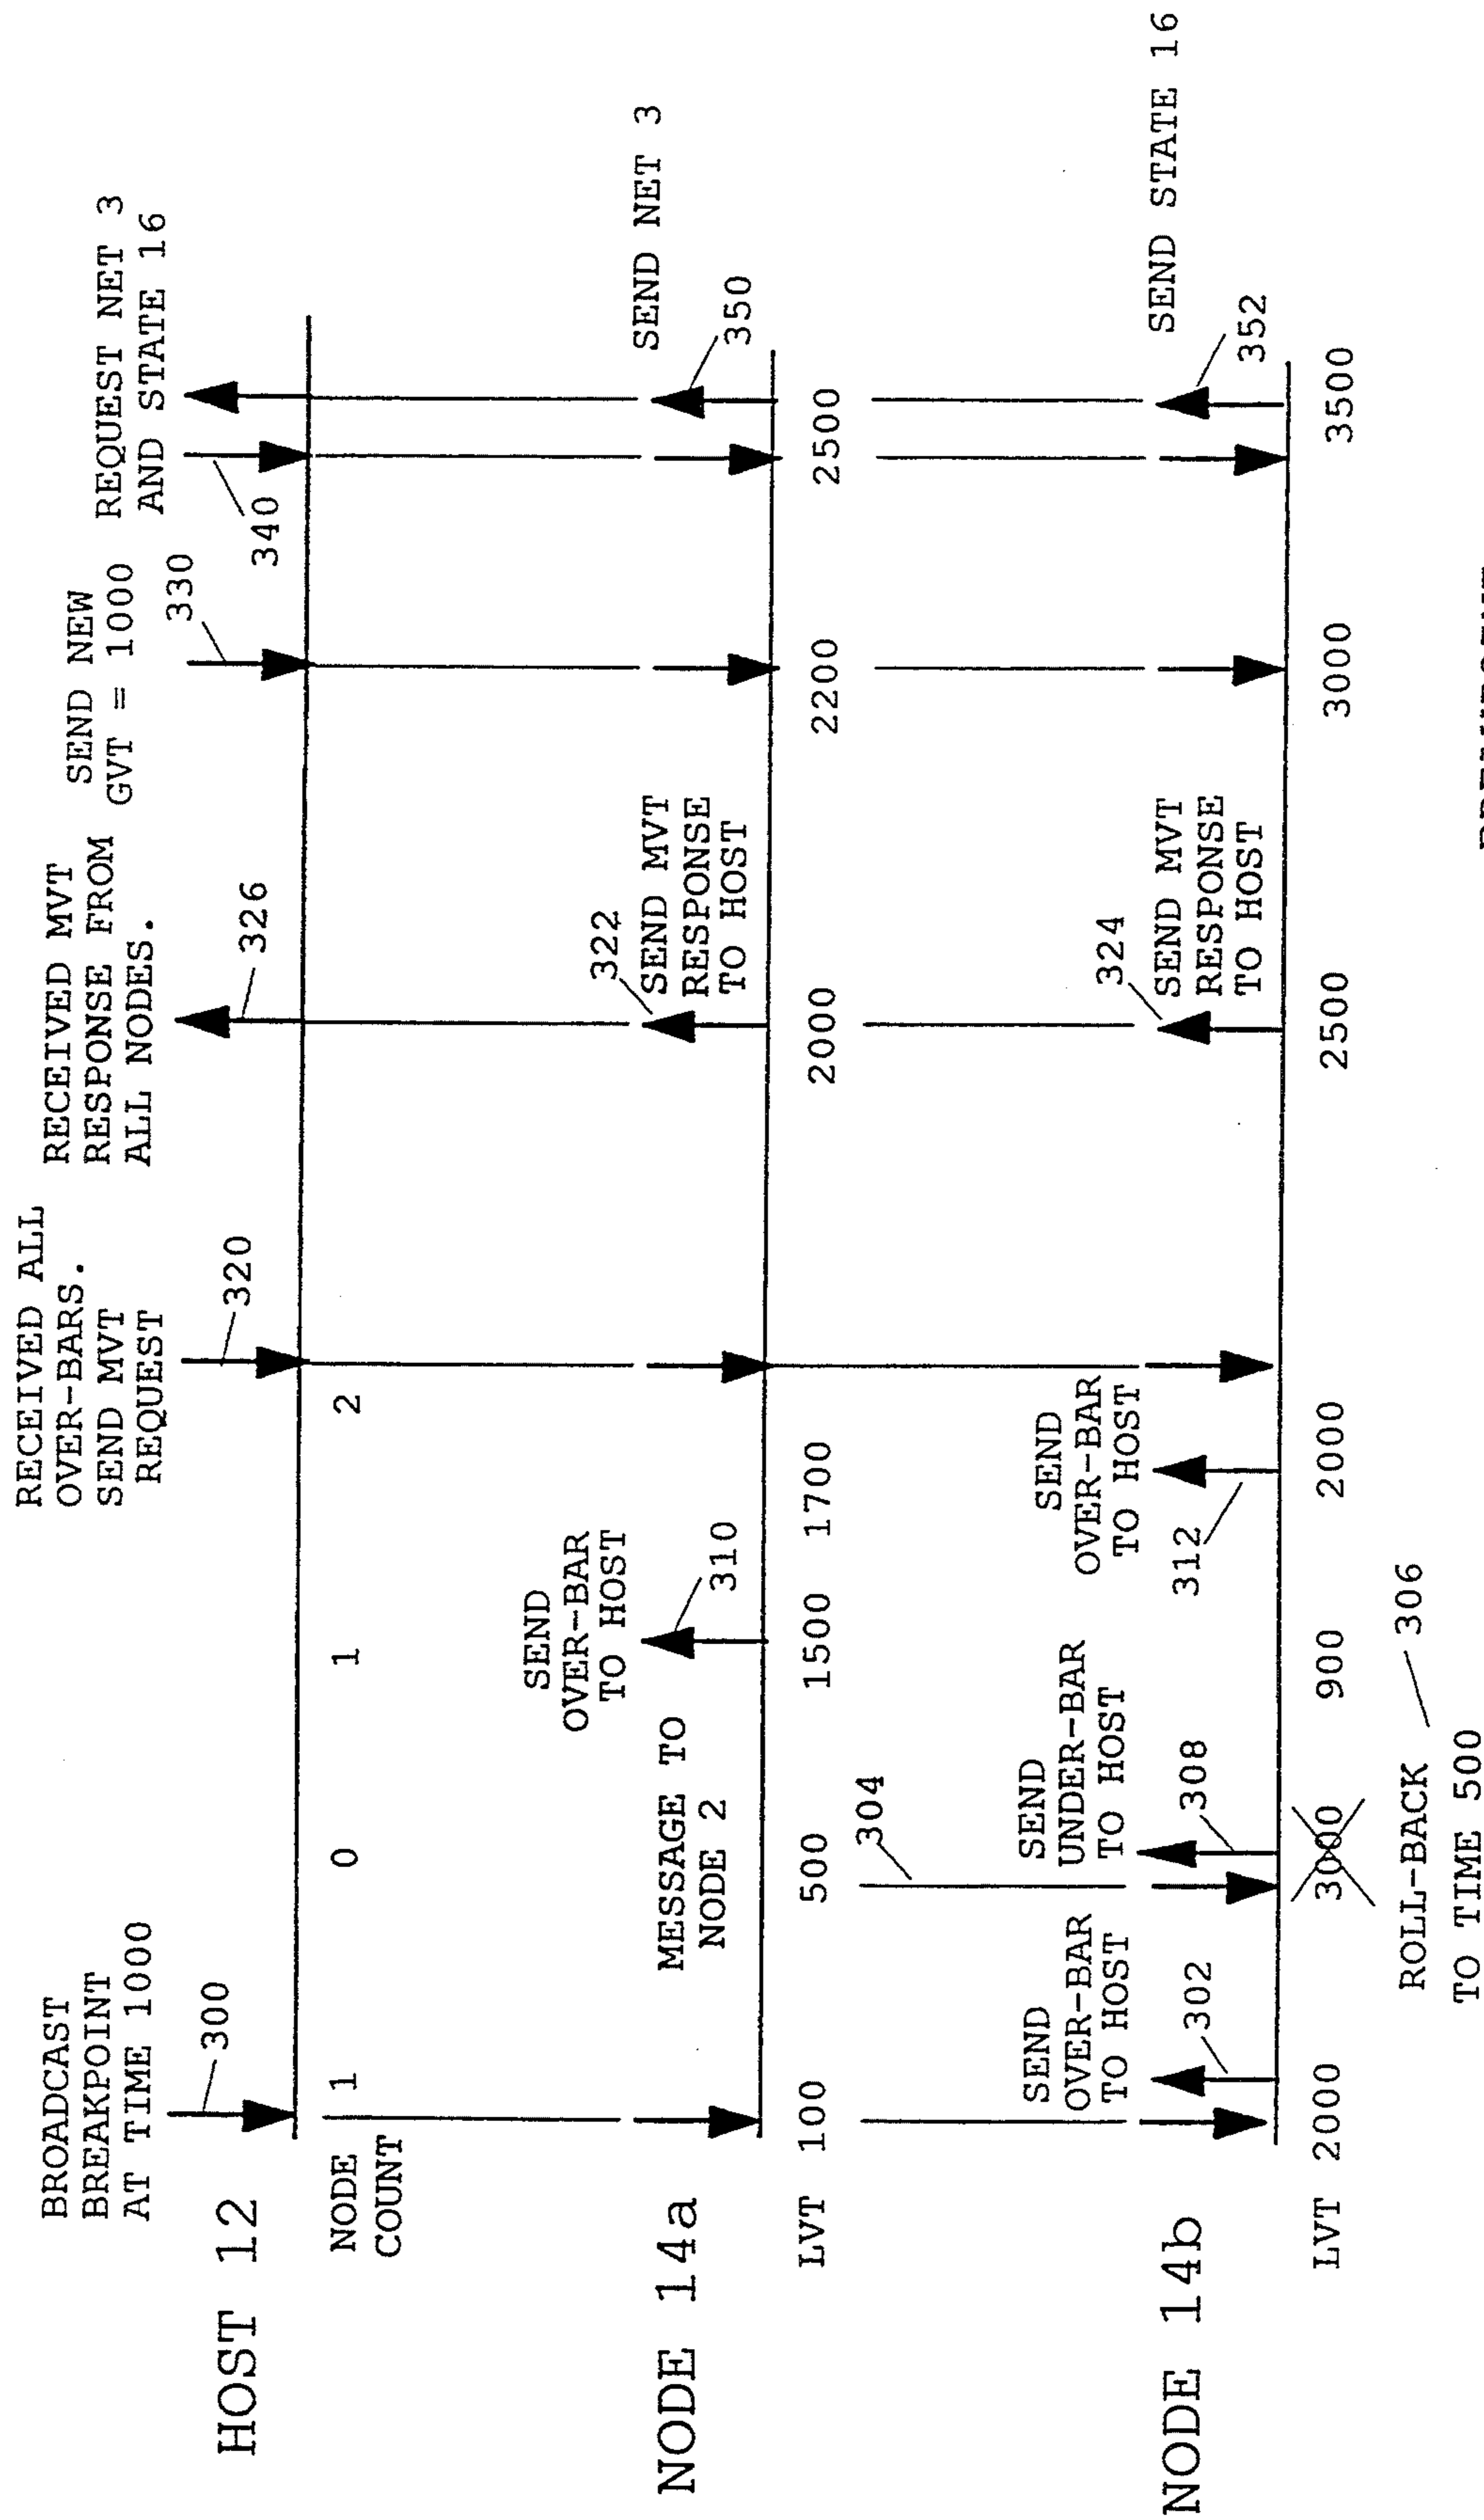 BROADCAST
BREAKPOINT
AT TIME 1000
300
RECEIVED ALL
OVER-BARS.
SEND MVT
REQUEST
320
RECEIVED MVT
RESPONSE FROM
ALL NODES.
326
SEND NEW
GVT = 1000
330
REQUEST NET 3
AND STATE 16
340
HOST 12
NODE
COUNT
1
0
1
2
SEND
OVER-BAR
TO HOST
310
322
SEND MVT
RESPONSE
TO HOST
SEND NET 3
350
MESSAGE TO
NODE 2
NODE 14a
LVT 100 500 1500 1700 2000 2200 2500
304
SEND
OVER-BAR
TO HOST
302
SEND
UNDER-BAR
TO HOST
308
SEND
OVER-BAR
TO HOST
312
324
SEND MVT
RESPONSE
TO HOST
SEND STATE 16
352
NODE 14b
LVT 2000 3000 900 2000 2500 3000 3500
ROLL-BACK
TO TIME 500
306